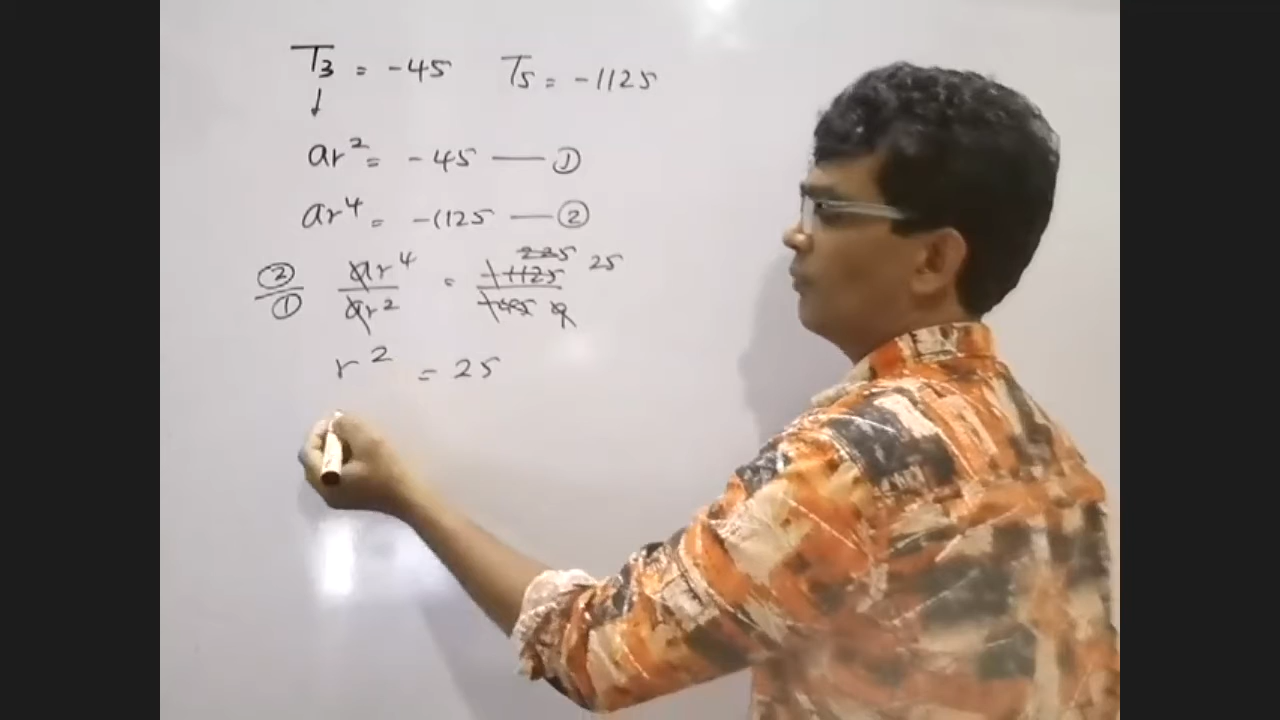 T3 = -45 T5 = -1125
↓
ar² = -45 —— ①
ar⁴ = -1125 —— ②
225
②/① ar⁴/ar² = -1125/-45 9 25
r² = 25